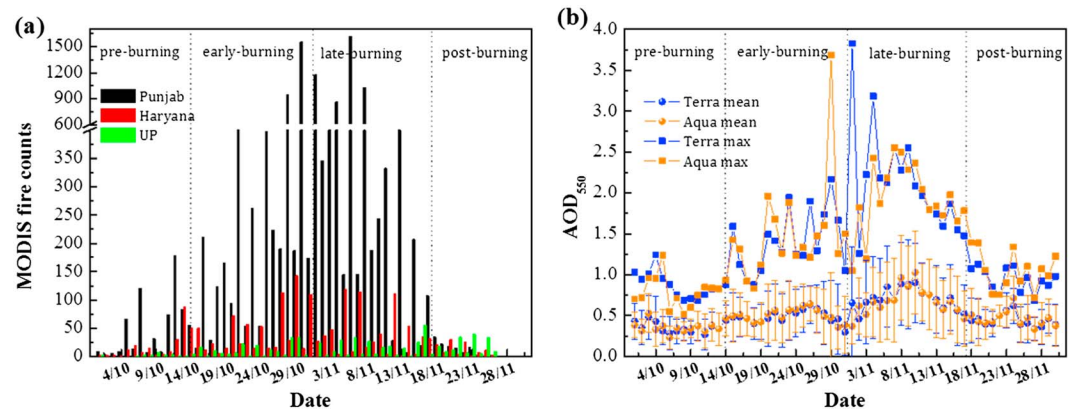 (a)
1500
1200
900
600
350
300
250
200
150
100
50
0
MODIS fire counts
pre-burning
early-burning
late-burning
post-burning
Punjab
Haryana
UP
4/10
9/10
14/10
19/10
24/10
29/10
3/11
8/11
13/11
18/11
23/11
28/11
Date
(b)
4.0
3.5
3.0
2.5
2.0
1.5
1.0
0.5
0.0
AOD550
pre-burning
early-burning
late-burning
post-burning
Terra mean
Aqua mean
Terra max
Aqua max
4/10
9/10
14/10
19/10
24/10
29/10
3/11
8/11
13/11
18/11
23/11
28/11
Date